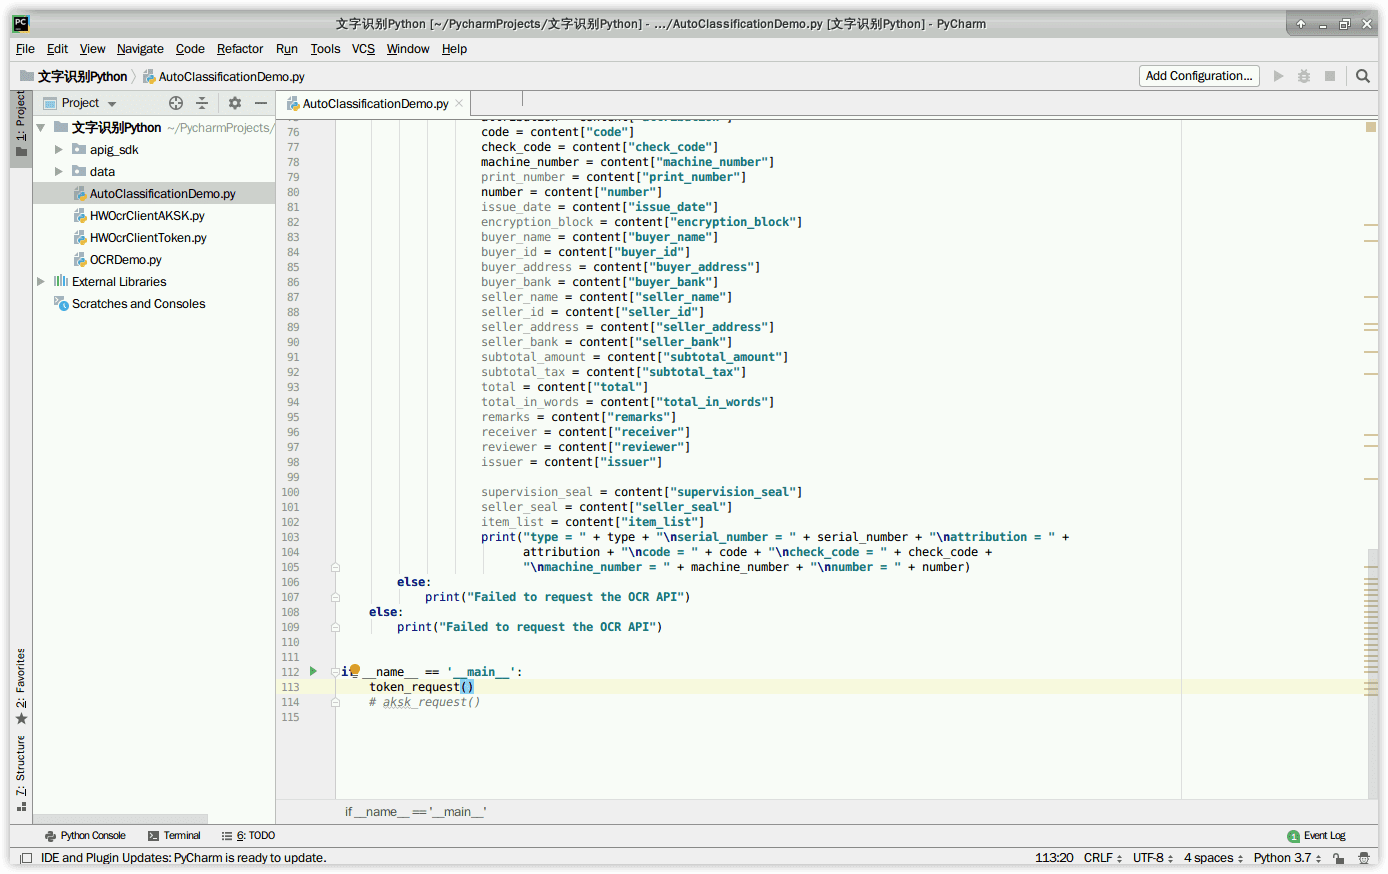 文字识别Python [~/PycharmProjects/文字识别Python] - .../AutoClassificationDemo.py [文字识别Python] - PyCharm
File Edit View Navigate Code Refactor Run Tools VCS Window Help
文字识别Python AutoClassificationDemo.py Add Configuration...
1: Project
Project
AutoClassificationDemo.py
文字识别Python ~/PycharmProjects/
apig_sdk
data
AutoClassificationDemo.py
HWOcrClientAKSK.py
HWOcrClientToken.py
OCRDemo.py
External Libraries
Scratches and Consoles
2: Favorites
7: Structure
76 code = content["code"]
77 check_code = content["check_code"]
78 machine_number = content["machine_number"]
79 print_number = content["print_number"]
80 number = content["number"]
81 issue_date = content["issue_date"]
82 encryption_block = content["encryption_block"]
83 buyer_name = content["buyer_name"]
84 buyer_id = content["buyer_id"]
85 buyer_address = content["buyer_address"]
86 buyer_bank = content["buyer_bank"]
87 seller_name = content["seller_name"]
88 seller_id = content["seller_id"]
89 seller_address = content["seller_address"]
90 seller_bank = content["seller_bank"]
91 subtotal_amount = content["subtotal_amount"]
92 subtotal_tax = content["subtotal_tax"]
93 total = content["total"]
94 total_in_words = content["total_in_words"]
95 remarks = content["remarks"]
96 receiver = content["receiver"]
97 reviewer = content["reviewer"]
98 issuer = content["issuer"]
99
100 supervision_seal = content["supervision_seal"]
101 seller_seal = content["seller_seal"]
102 item_list = content["item_list"]
103 print("type = " + type + "\nserial_number = " + serial_number + "\nattribution = " +
104 attribution + "\ncode = " + code + "\ncheck_code = " + check_code +
105 "\nmachine_number = " + machine_number + "\nnumber = " + number)
106 else:
107 print("Failed to request the OCR API")
108 else:
109 print("Failed to request the OCR API")
110
111
112 if __name__ == '__main__':
113 token_request()
114 # aksk_request()
115
if __name__ == '__main__'
Python Console Terminal 6: TODO 1 Event Log
IDE and Plugin Updates: PyCharm is ready to update. 113:20 CRLF UTF-8 4 spaces Python 3.7